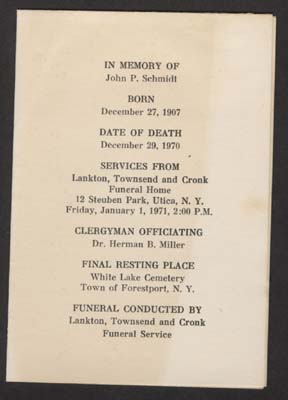 IN MEMORY OF
John P. Schmidt
BORN
December 27, 1907
DATE OF DEATH
December 29, 1970
SERVICES FROM
Lankton, Townsend and Cronk
Funeral Home
12 Steuben Park, Utica, N. Y.
Friday, January 1, 1971, 2:00 P.M.
CLERGYMAN OFFICIATING
Dr. Herman B. Miller
FINAL RESTING PLACE
White Lake Cemetery
Town of Forestport, N. Y.
FUNERAL CONDUCTED BY
Lankton, Townsend and Cronk
Funeral Service